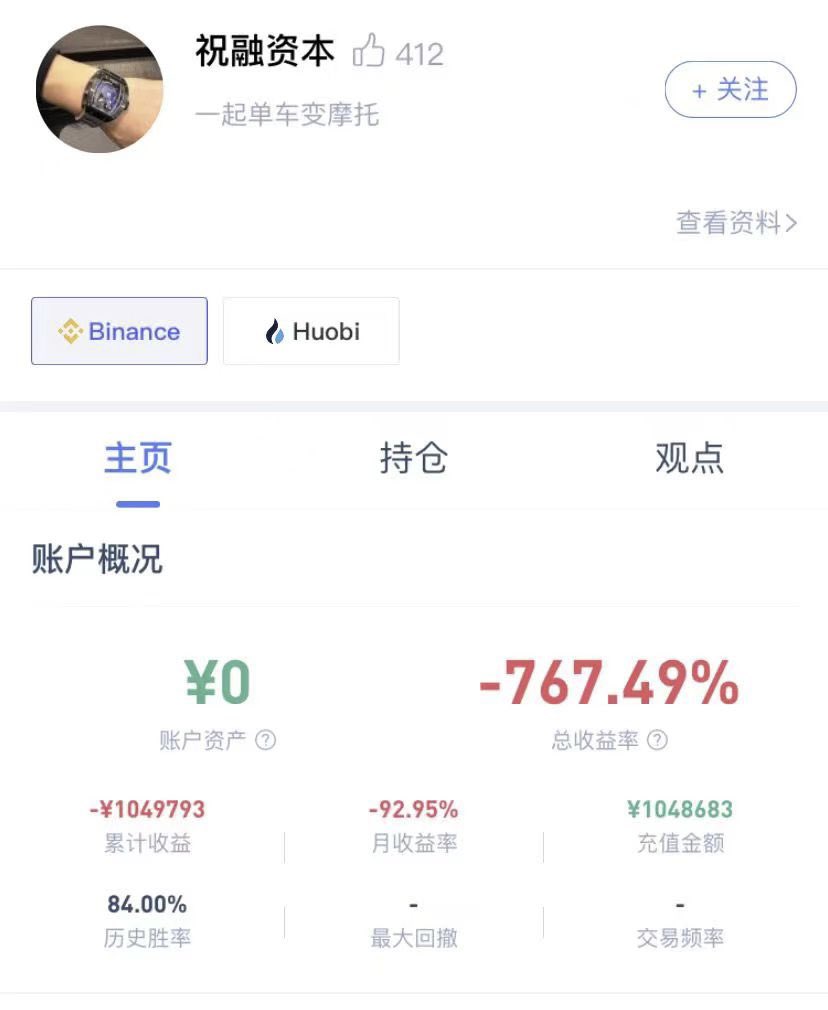 祝融资本 412
一起单车变摩托
+ 关注
查看资料>
Binance Huobi
主页 持仓 观点
账户概况
¥0 -767.49%
账户资产 ? 总收益率 ?
-¥1049793 -92.95% ¥1048683
累计收益 月收益率 充值金额
84.00% - -
历史胜率 最大回撤 交易频率